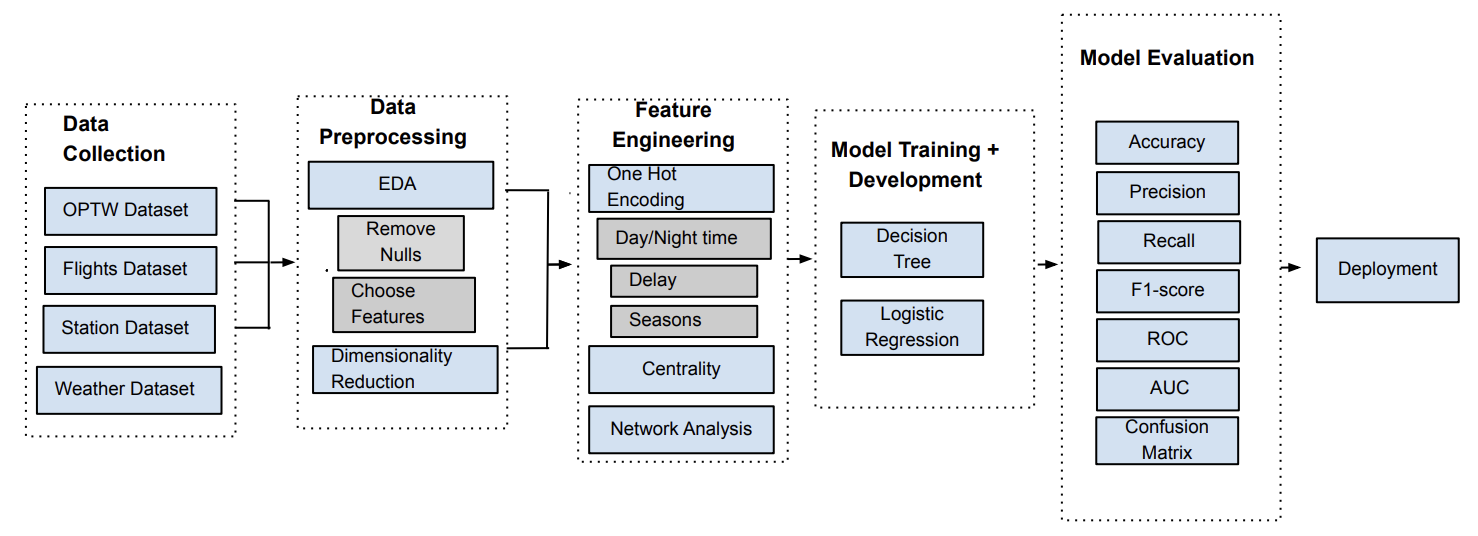 Data
Collection
OPTW Dataset
Flights Dataset
Station Dataset
Weather Dataset
Data
Preprocessing
EDA
Remove
Nulls
Choose
Features
Dimensionality
Reduction
Feature
Engineering
One Hot
Encoding
Day/Night time
Delay
Seasons
Centrality
Network Analysis
Model Training +
Development
Decision
Tree
Logistic
Regression
Model Evaluation
Accuracy
Precision
Recall
F1-score
ROC
AUC
Confusion
Matrix
Deployment